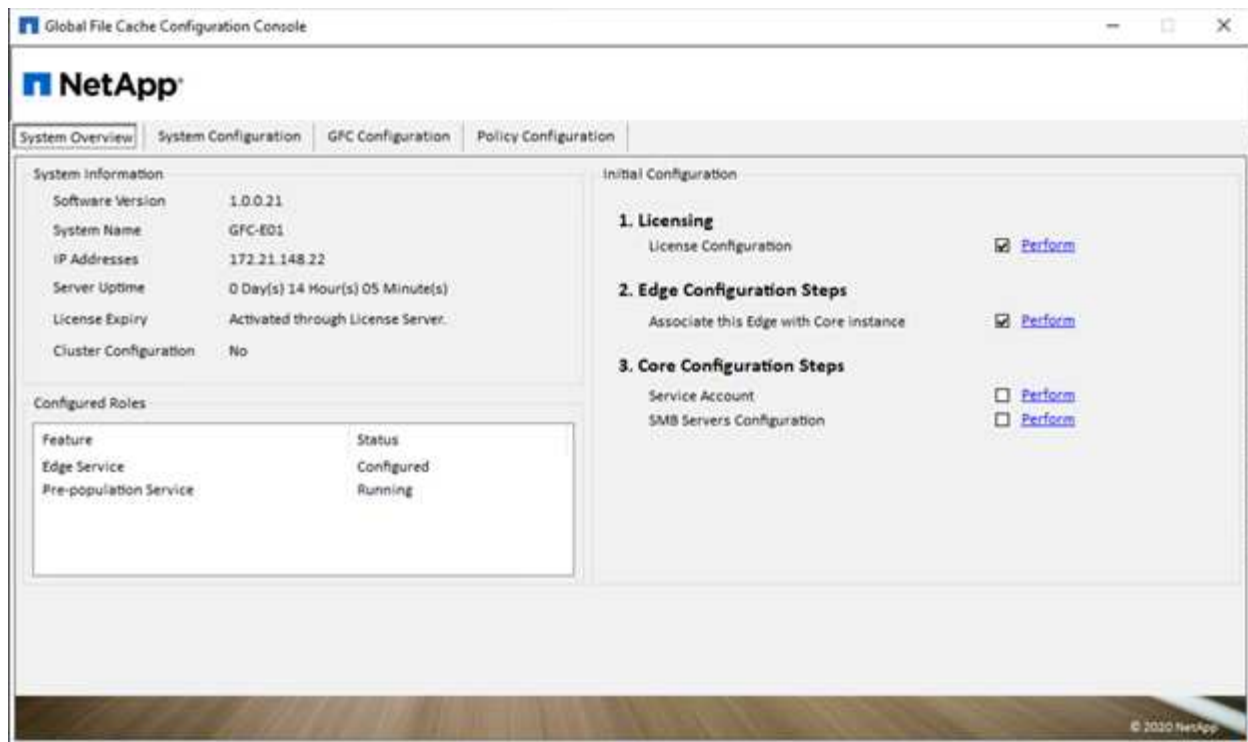 Global File Cache Configuration Console
NetApp
System Overview
System Configuration
GFC Configuration
Policy Configuration
System Information
Software Version 1.0.0.21
System Name GFC-E01
IP Addresses 172.21.148.22
Server Uptime 0 Day(s) 14 Hour(s) 05 Minute(s)
License Expiry Activated through License Server.
Cluster Configuration No
Configured Roles
Feature Status
Edge Service Configured
Pre-population Service Running
Initial Configuration
1. Licensing
License Configuration Perform
2. Edge Configuration Steps
Associate this Edge with Core instance Perform
3. Core Configuration Steps
Service Account Perform
SMB Servers Configuration Perform
© 2020 NetApp